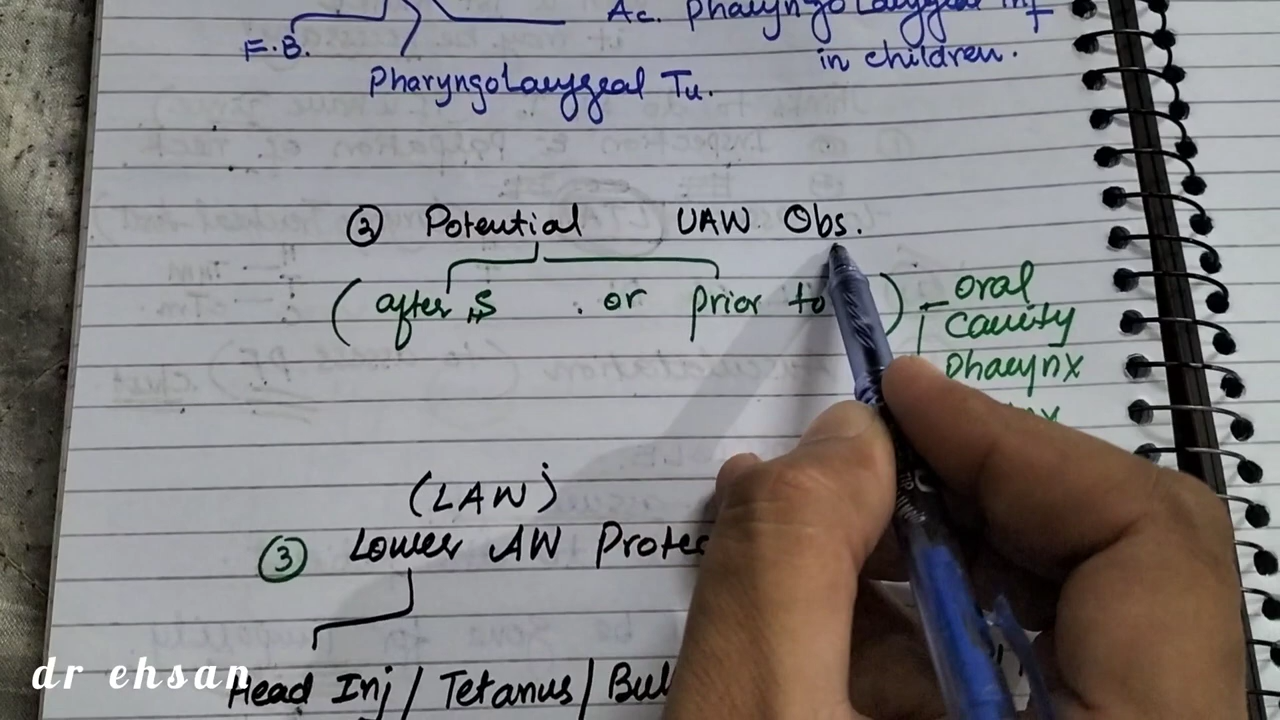 Ac. Pharyngolaryngeal inf
F.B.
in children.
Pharyngolaryngeal Tu.
② Potential UAW Obs.
(after S or prior to ) oral
cavity
pharynx
(LAW)
③ Lower AW Protec
Head Inj/ Tetanus/ Bul
dr ehsan